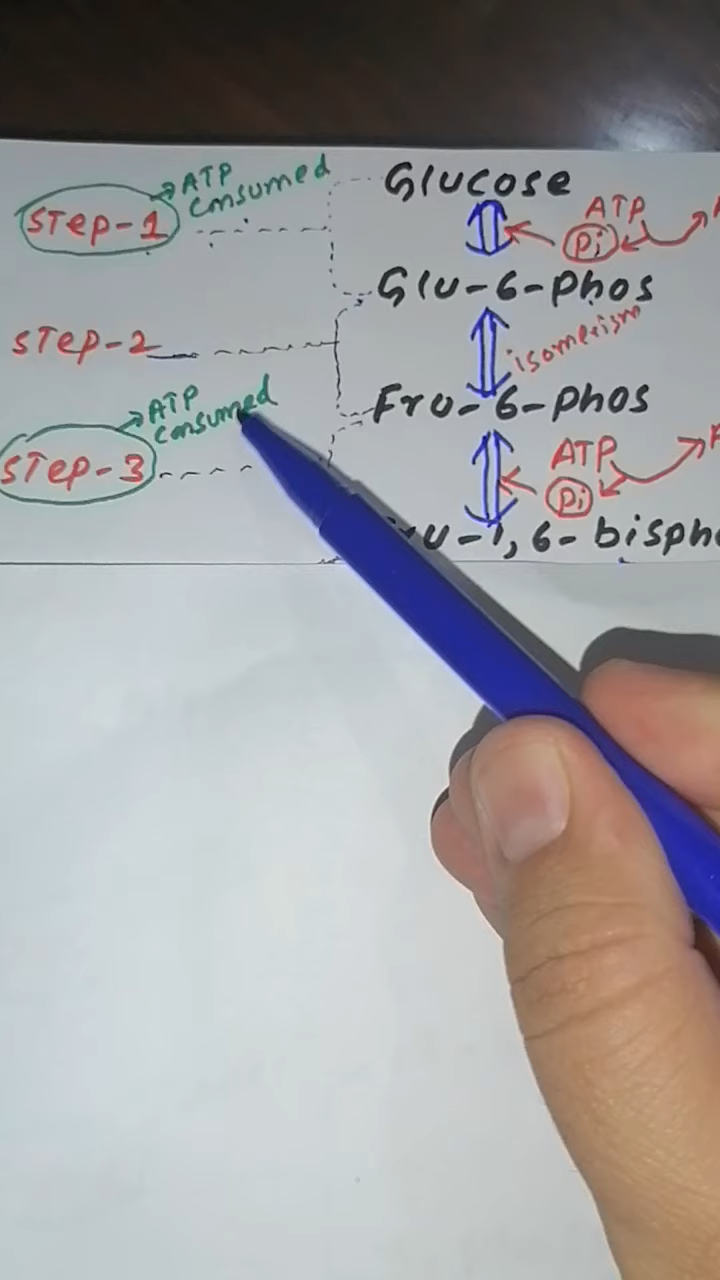 Glucose
STep-1 ATP consumed
ATP
Pi
Glu-6-phos
STep-2
isomerism
Fru-6-phos
STep-3 ATP consumed
ATP
Pi
1,6-